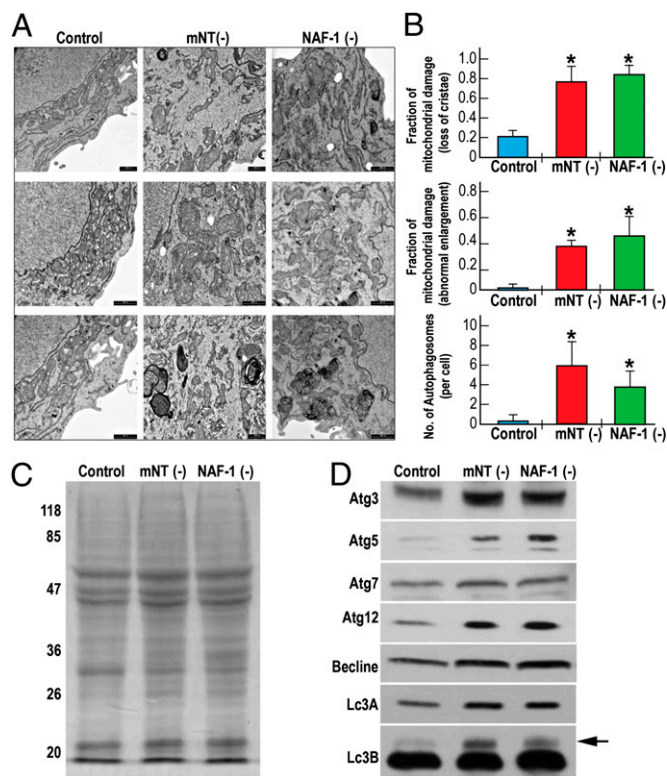 A
Control mNT(-) NAF-1 (-)
B
Fraction of
mitochondrial damage
(loss of cristae)
1.0
0.8
0.6
0.4
0.2
0
*
*
Control mNT (-) NAF-1 (-)
Fraction of
mitochondrial damage
(abnormal enlargement)
0.8
0.6
0.4
0.2
0
*
*
Control mNT (-) NAF-1 (-)
No. of Autophagosomes
(per cell)
10
8
6
4
2
0
*
*
Control mNT (-) NAF-1 (-)
C
Control mNT (-) NAF-1 (-)
118
85
47
36
26
20
D
Control mNT (-) NAF-1 (-)
Atg3
Atg5
Atg7
Atg12
Becline
Lc3A
Lc3B